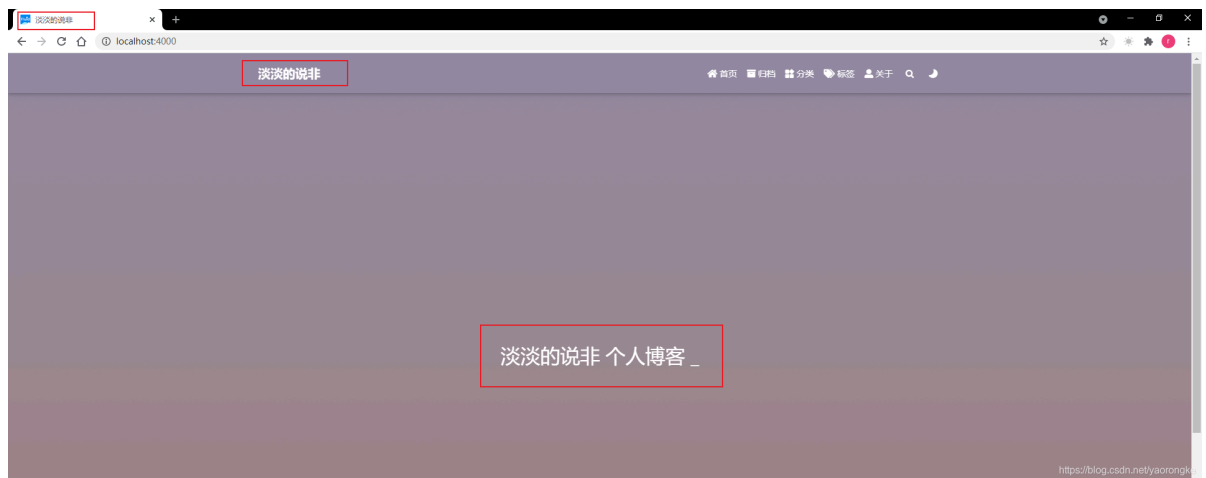 淡淡的说非
localhost:4000
淡淡的说非 首页 归档 分类 标签 关于
淡淡的说非 个人博客 _
https://blog.csdn.net/yaorongke